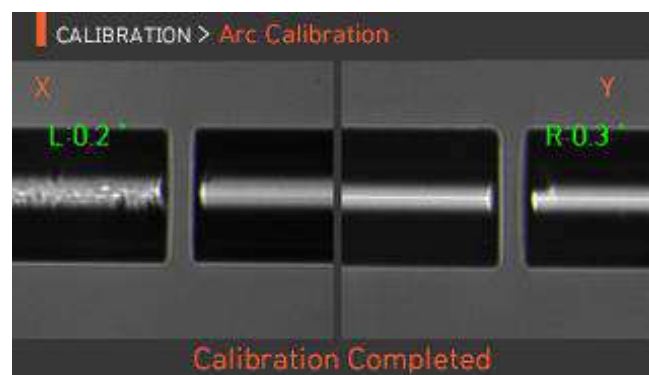 CALIBRATION > Arc Calibration
X
Y
L:0.2 °
R:0.3 °
Calibration Completed